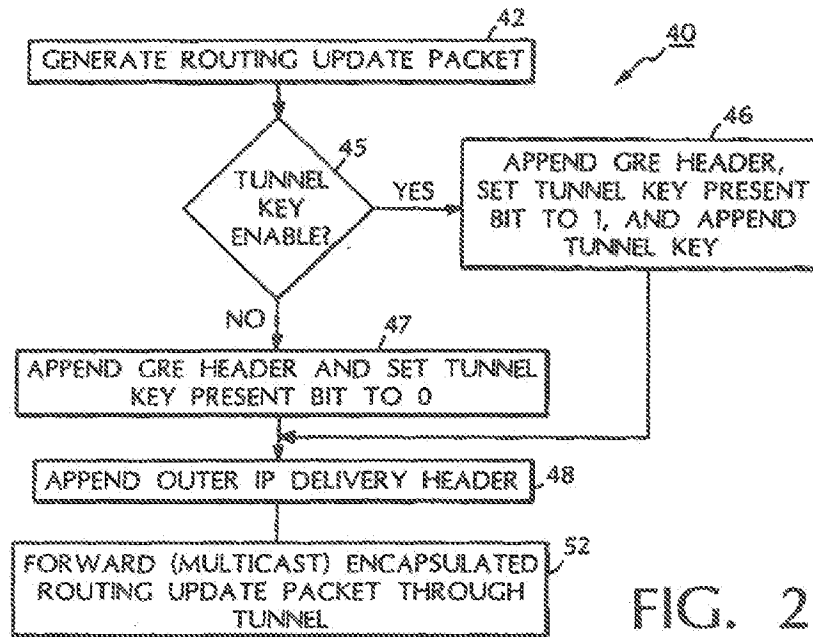 42
GENERATE ROUTING UPDATE PACKET
40
45
TUNNEL
KEY
ENABLE?
YES
46
APPEND GRE HEADER,
SET TUNNEL KEY PRESENT
BIT TO 1, AND APPEND
TUNNEL KEY
NO
47
APPEND GRE HEADER AND SET TUNNEL
KEY PRESENT BIT TO 0
APPEND OUTER IP DELIVERY HEADER
48
52
FORWARD (MULTICAST) ENCAPSULATED
ROUTING UPDATE PACKET THROUGH
TUNNEL
FIG. 2